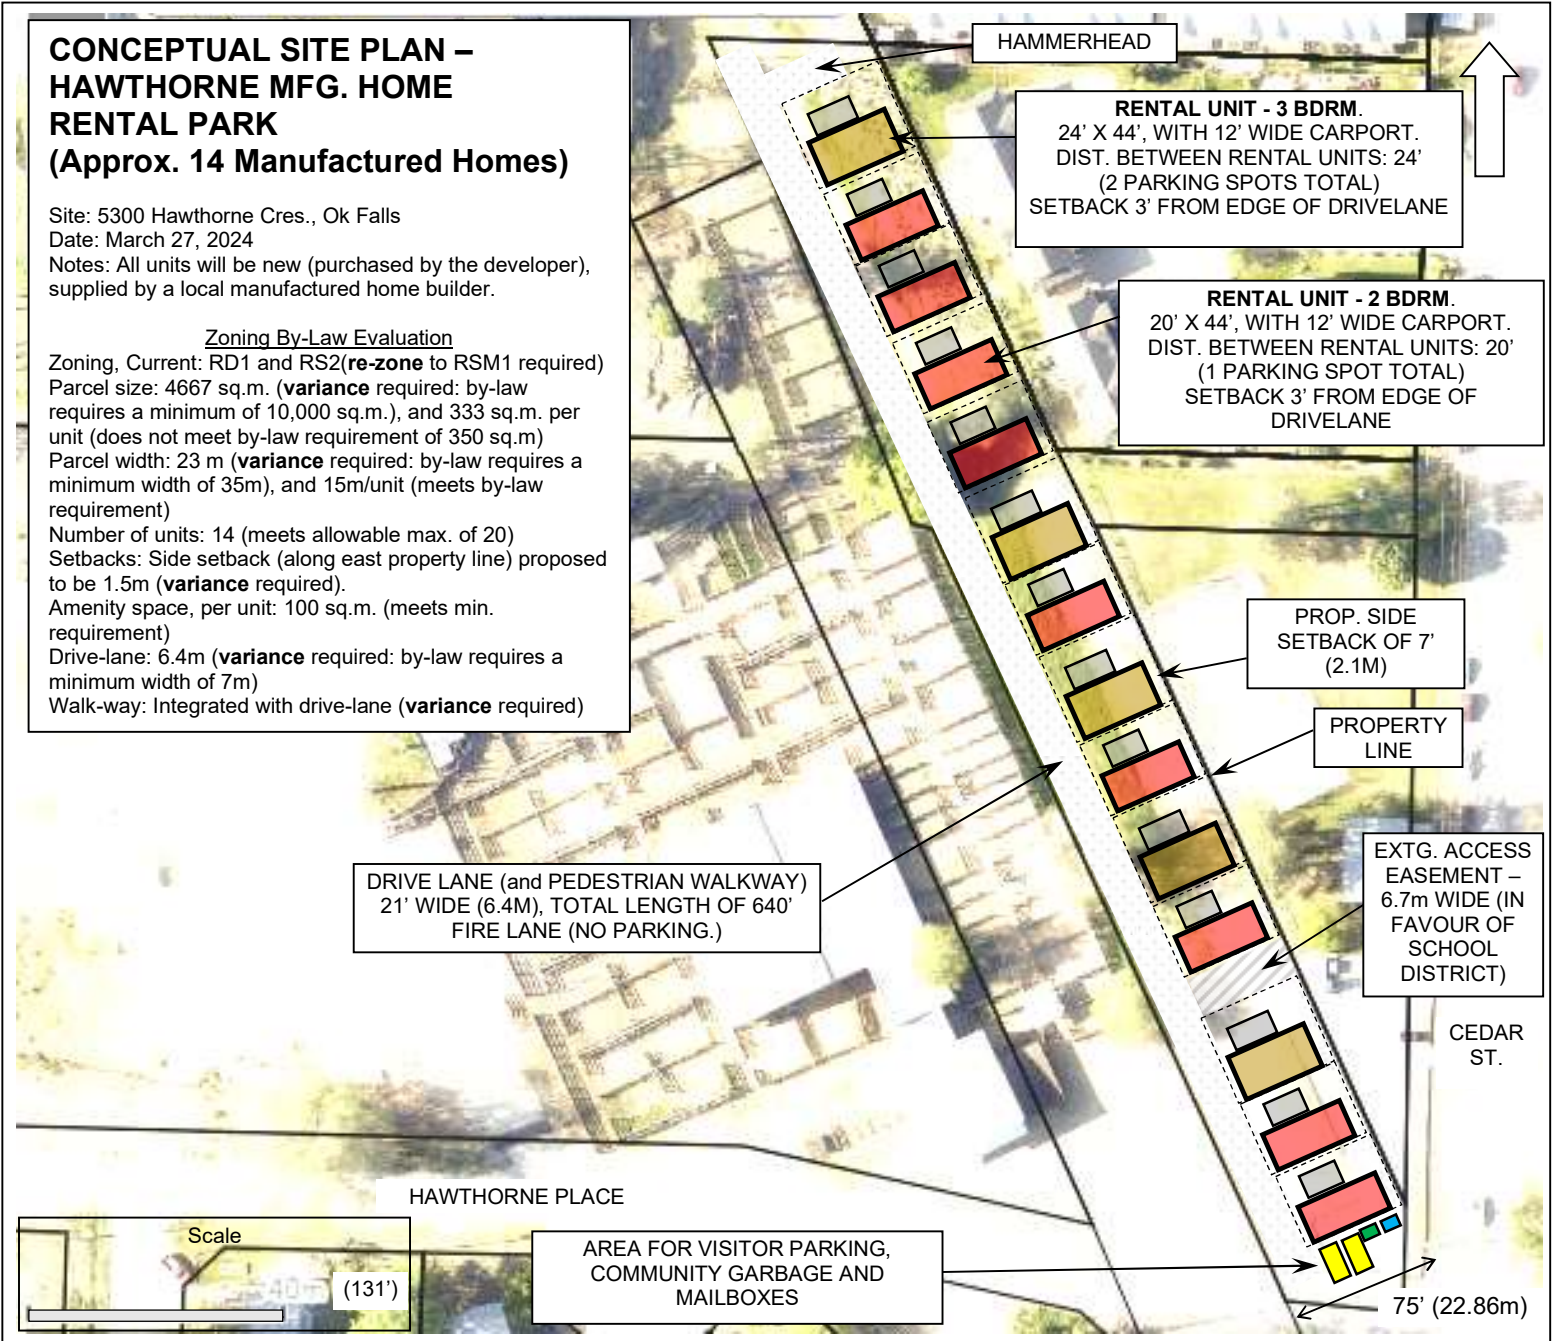 CONCEPTUAL SITE PLAN –
HAWTHORNE MFG. HOME
RENTAL PARK
(Approx. 14 Manufactured Homes)
Site: 5300 Hawthorne Cres., Ok Falls
Date: March 27, 2024
Notes: All units will be new (purchased by the developer),
supplied by a local manufactured home builder.
Zoning By-Law Evaluation
Zoning, Current: RD1 and RS2(re-zone to RSM1 required)
Parcel size: 4667 sq.m. (variance required: by-law
requires a minimum of 10,000 sq.m.), and 333 sq.m. per
unit (does not meet by-law requirement of 350 sq.m)
Parcel width: 23 m (variance required: by-law requires a
minimum width of 35m), and 15m/unit (meets by-law
requirement)
Number of units: 14 (meets allowable max. of 20)
Setbacks: Side setback (along east property line) proposed
to be 1.5m (variance required).
Amenity space, per unit: 100 sq.m. (meets min.
requirement)
Drive-lane: 6.4m (variance required: by-law requires a
minimum width of 7m)
Walk-way: Integrated with drive-lane (variance required)
HAMMERHEAD
RENTAL UNIT - 3 BDRM.
24' X 44', WITH 12' WIDE CARPORT.
DIST. BETWEEN RENTAL UNITS: 24'
(2 PARKING SPOTS TOTAL)
SETBACK 3' FROM EDGE OF DRIVELANE
RENTAL UNIT - 2 BDRM.
20' X 44', WITH 12' WIDE CARPORT.
DIST. BETWEEN RENTAL UNITS: 20'
(1 PARKING SPOT TOTAL)
SETBACK 3' FROM EDGE OF
DRIVELANE
PROP. SIDE
SETBACK OF 7'
(2.1M)
PROPERTY
LINE
EXTG. ACCESS
EASEMENT –
6.7m WIDE (IN
FAVOUR OF
SCHOOL
DISTRICT)
DRIVE LANE (and PEDESTRIAN WALKWAY)
21' WIDE (6.4M), TOTAL LENGTH OF 640'
FIRE LANE (NO PARKING.)
CEDAR
ST.
HAWTHORNE PLACE
Scale
(131')
AREA FOR VISITOR PARKING,
COMMUNITY GARBAGE AND
MAILBOXES
75' (22.86m)